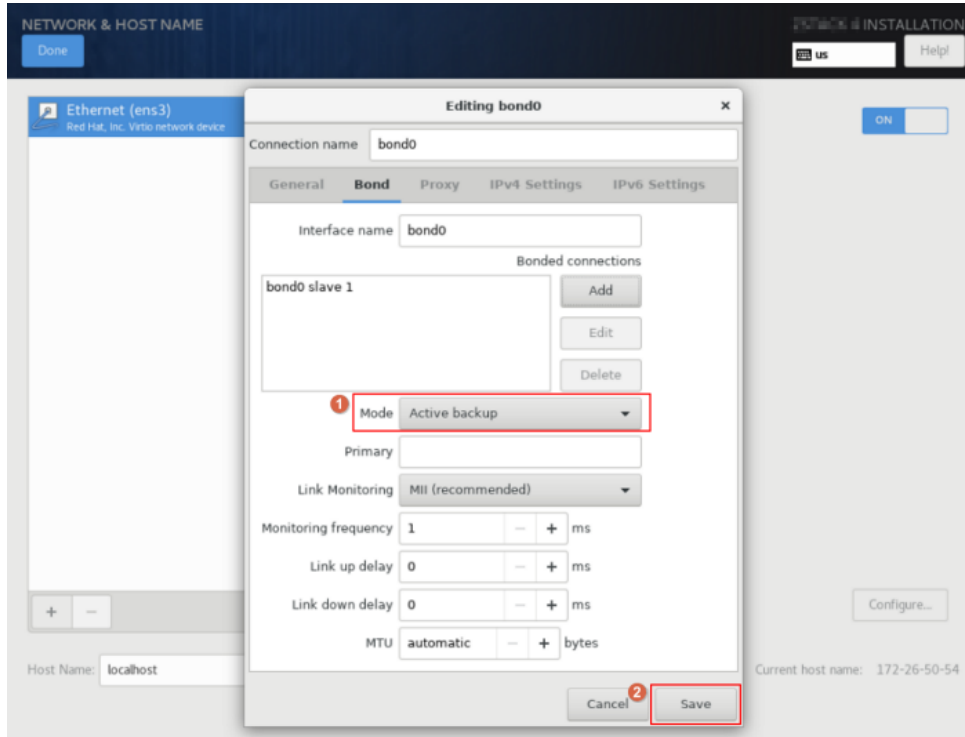 NETWORK & HOST NAME
INSTALLATION
Done
us
Help!
Ethernet (ens3)
Red Hat, Inc. Virtio network device
ON
Editing bond0
×
Connection name bond0
General Bond Proxy IPv4 Settings IPv6 Settings
Interface name bond0
Bonded connections
bond0 slave 1
Add
Edit
Delete
1
Mode Active backup
Primary
Link Monitoring MII (recommended)
Monitoring frequency 1 − + ms
Link up delay 0 − + ms
Link down delay 0 − + ms
MTU automatic − + bytes
+ −
Configure...
Host Name: localhost
Current host name: 172-26-50-54
Cancel
2
Save